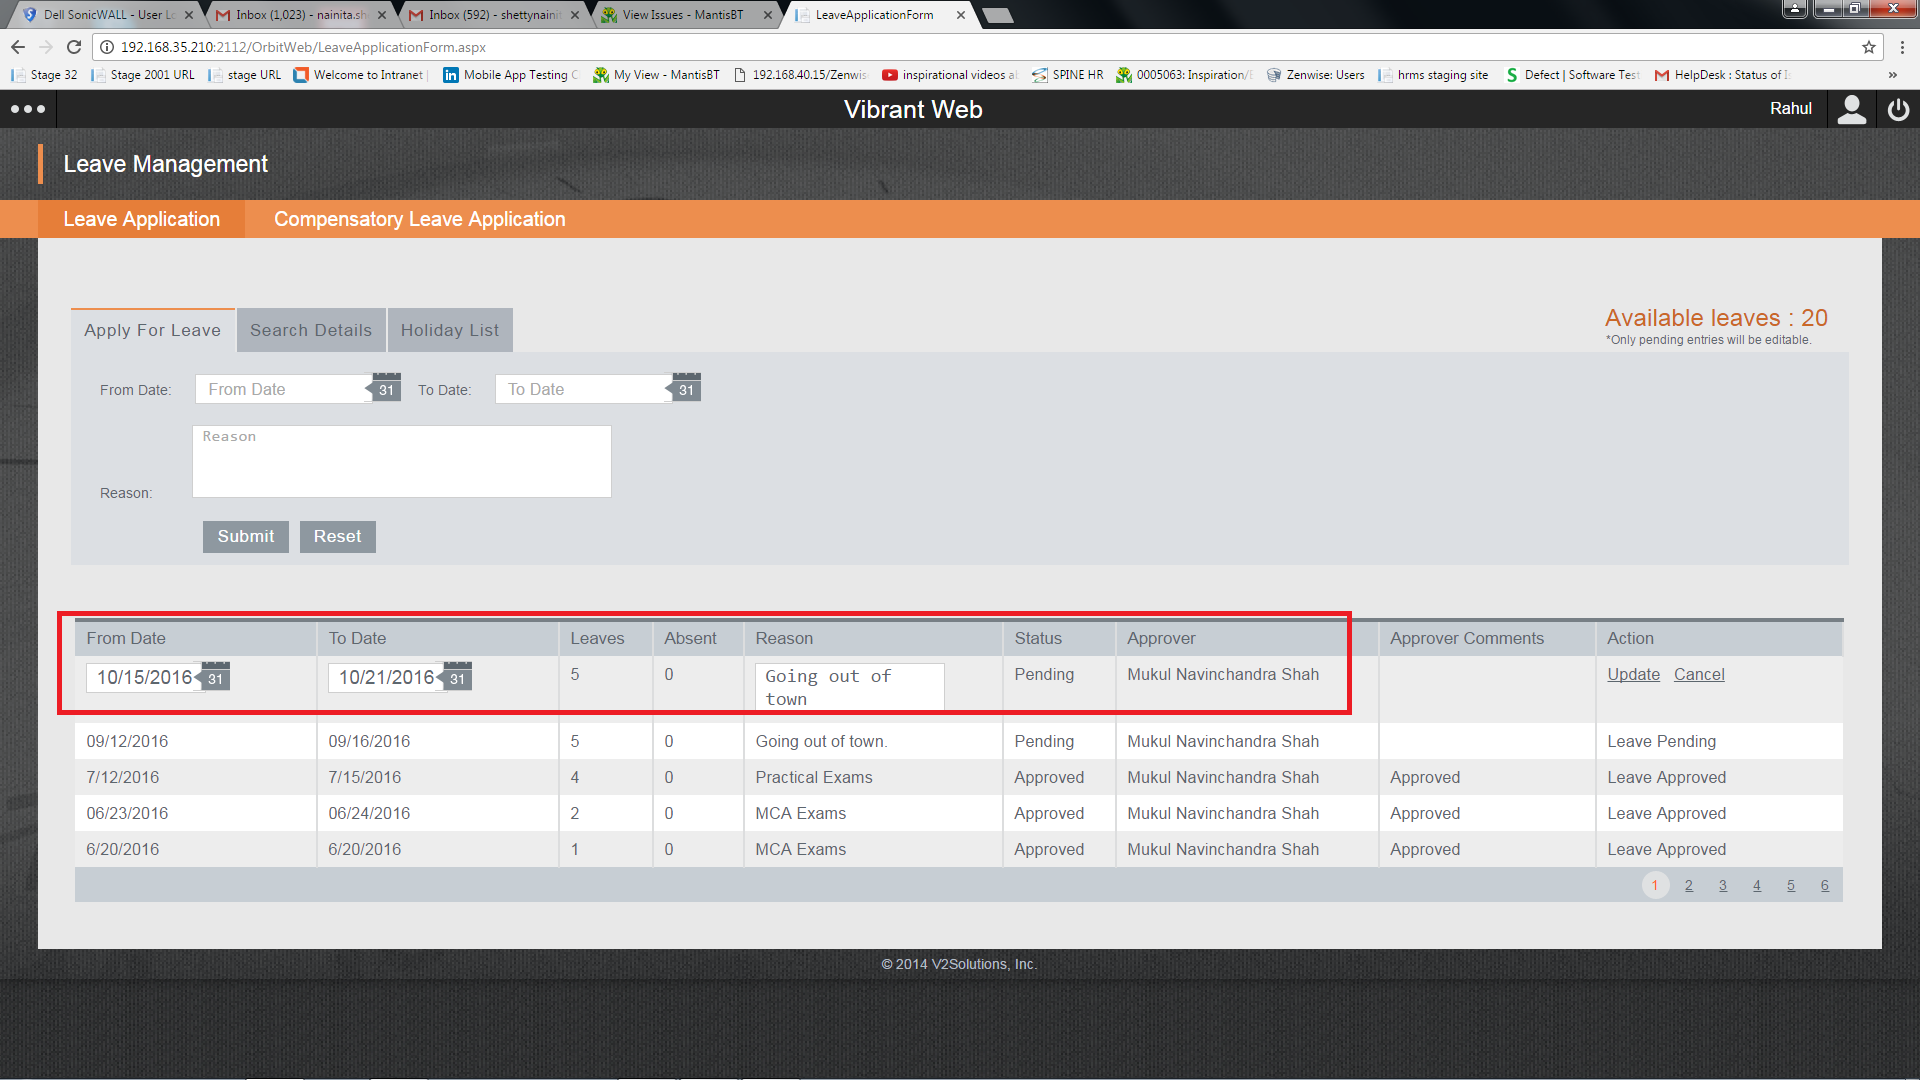 Dell SonicWALL - User Lo
Inbox (1,023) - nainita.she
Inbox (592) - shettynainit
View Issues - MantisBT
LeaveApplicationForm
192.168.35.210:2112/OrbitWeb/LeaveApplicationForm.aspx
Stage 32 Stage 2001 URL stage URL Welcome to Intranet Mobile App Testing My View - MantisBT 192.168.40.15/Zenwis inspirational videos SPINE HR 0005063: Inspiration/ Zenwise: Users hrms staging site Defect | Software Test HelpDesk : Status of »
Vibrant Web
Rahul
Leave Management
Leave Application Compensatory Leave Application
Apply For Leave Search Details Holiday List
Available leaves : 20
*Only pending entries will be editable.
From Date: From Date 31 To Date: To Date 31
Reason
Reason:
Submit Reset
From Date To Date Leaves Absent Reason Status Approver Approver Comments Action
10/15/2016 31 10/21/2016 31 5 0 Going out of Pending Mukul Navinchandra Shah Update Cancel
town
09/12/2016 09/16/2016 5 0 Going out of town. Pending Mukul Navinchandra Shah Leave Pending
7/12/2016 7/15/2016 4 0 Practical Exams Approved Mukul Navinchandra Shah Approved Leave Approved
06/23/2016 06/24/2016 2 0 MCA Exams Approved Mukul Navinchandra Shah Approved Leave Approved
6/20/2016 6/20/2016 1 0 MCA Exams Approved Mukul Navinchandra Shah Approved Leave Approved
1 2 3 4 5 6
© 2014 V2Solutions, Inc.